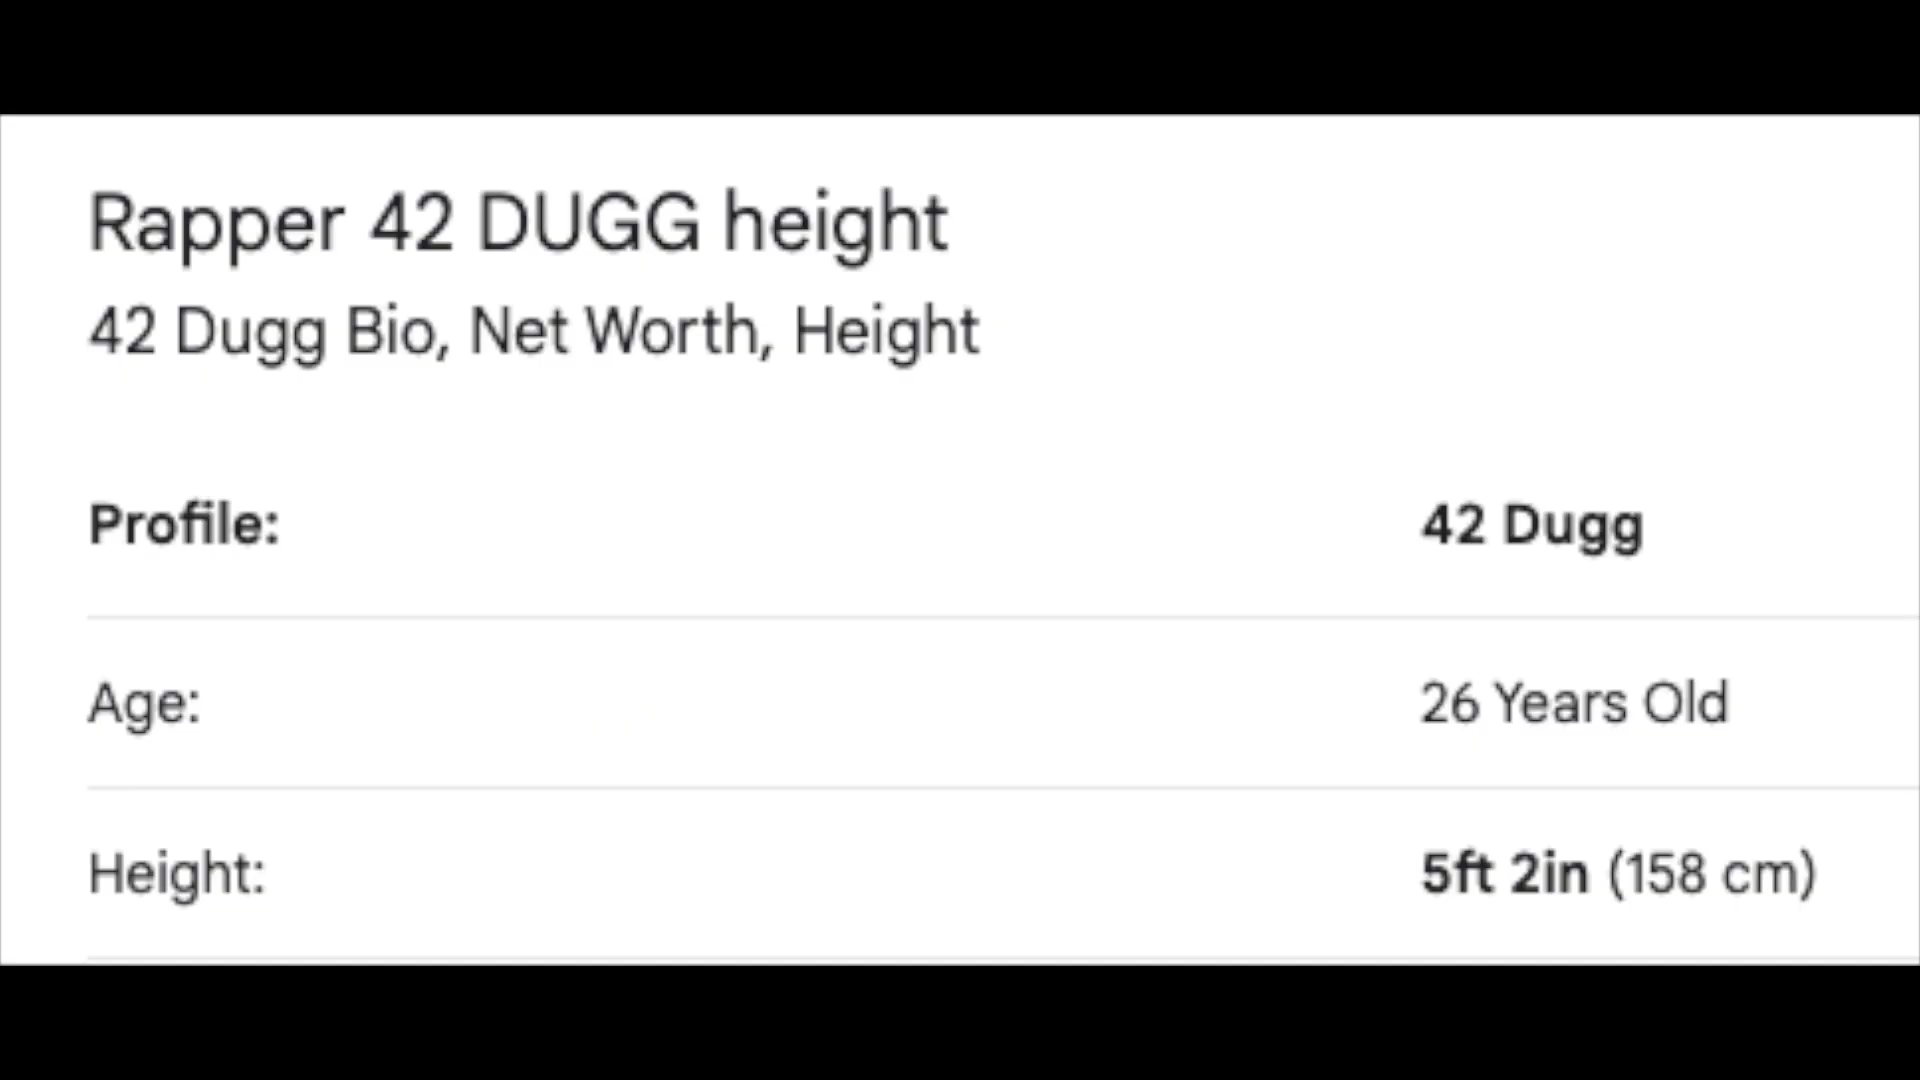 Rapper 42 DUGG height
42 Dugg Bio, Net Worth, Height
Profile: 42 Dugg
Age: 26 Years Old
Height: 5ft 2in (158 cm)